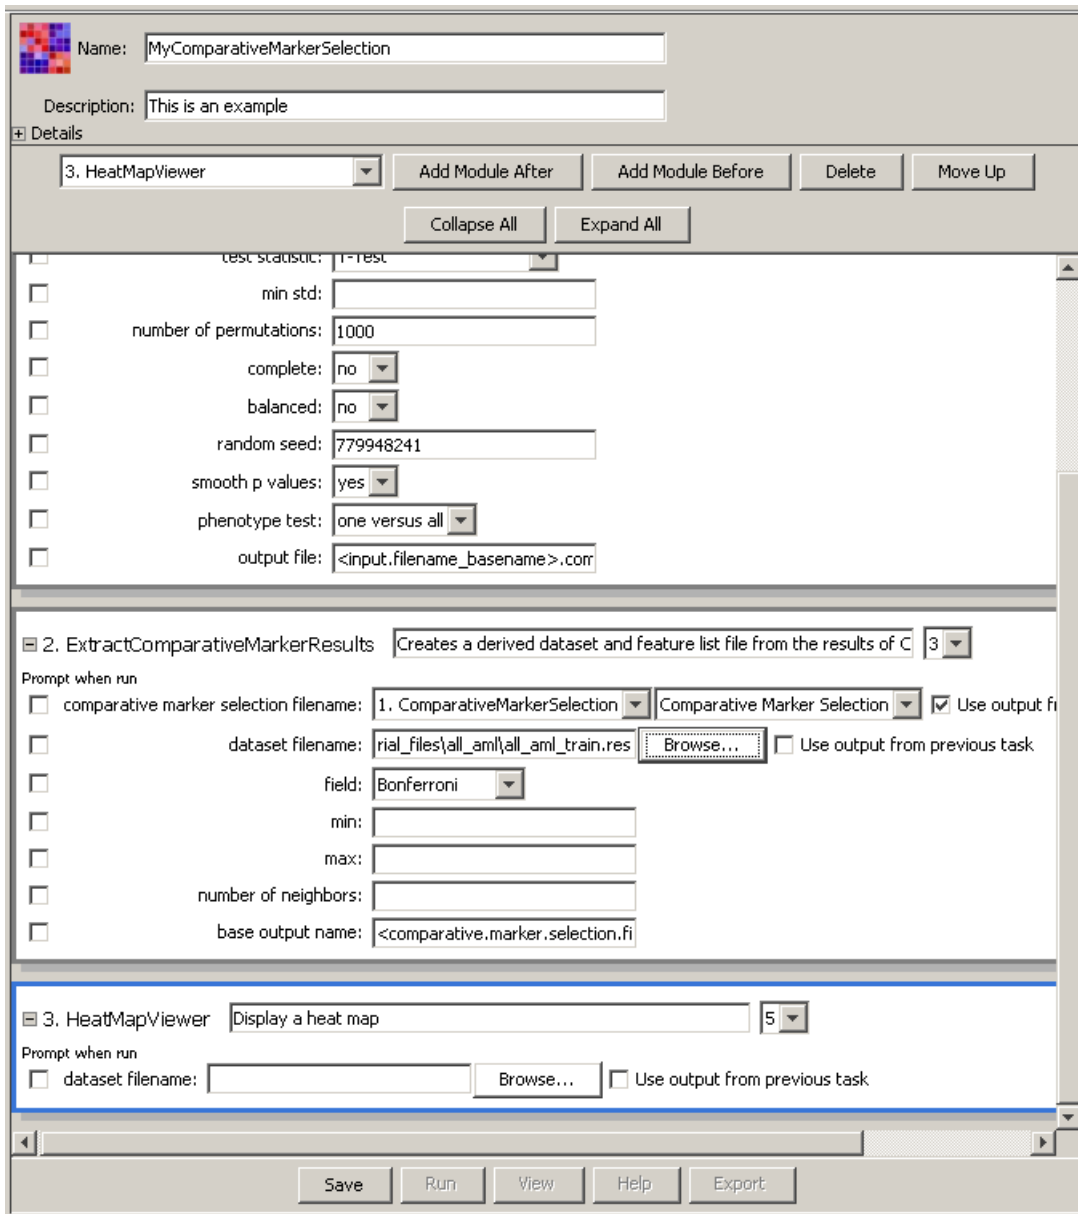 Name: MyComparativeMarkerSelection
Description: This is an example
Details
3. HeatMapViewer Add Module After Add Module Before Delete Move Up
Collapse All Expand All
test statistic: T-Test
min std:
number of permutations: 1000
complete: no
balanced: no
random seed: 779948241
smooth p values: yes
phenotype test: one versus all
output file: <input.filename_basename>.com
2. ExtractComparativeMarkerResults Creates a derived dataset and feature list file from the results of C 3
Prompt when run
comparative marker selection filename: 1. ComparativeMarkerSelection Comparative Marker Selection Use output fr
dataset filename: rial_files\all_aml\all_aml_train.res Browse... Use output from previous task
field: Bonferroni
min:
max:
number of neighbors:
base output name: <comparative.marker.selection.fi
3. HeatMapViewer Display a heat map 5
Prompt when run
dataset filename: Browse... Use output from previous task
Save Run View Help Export